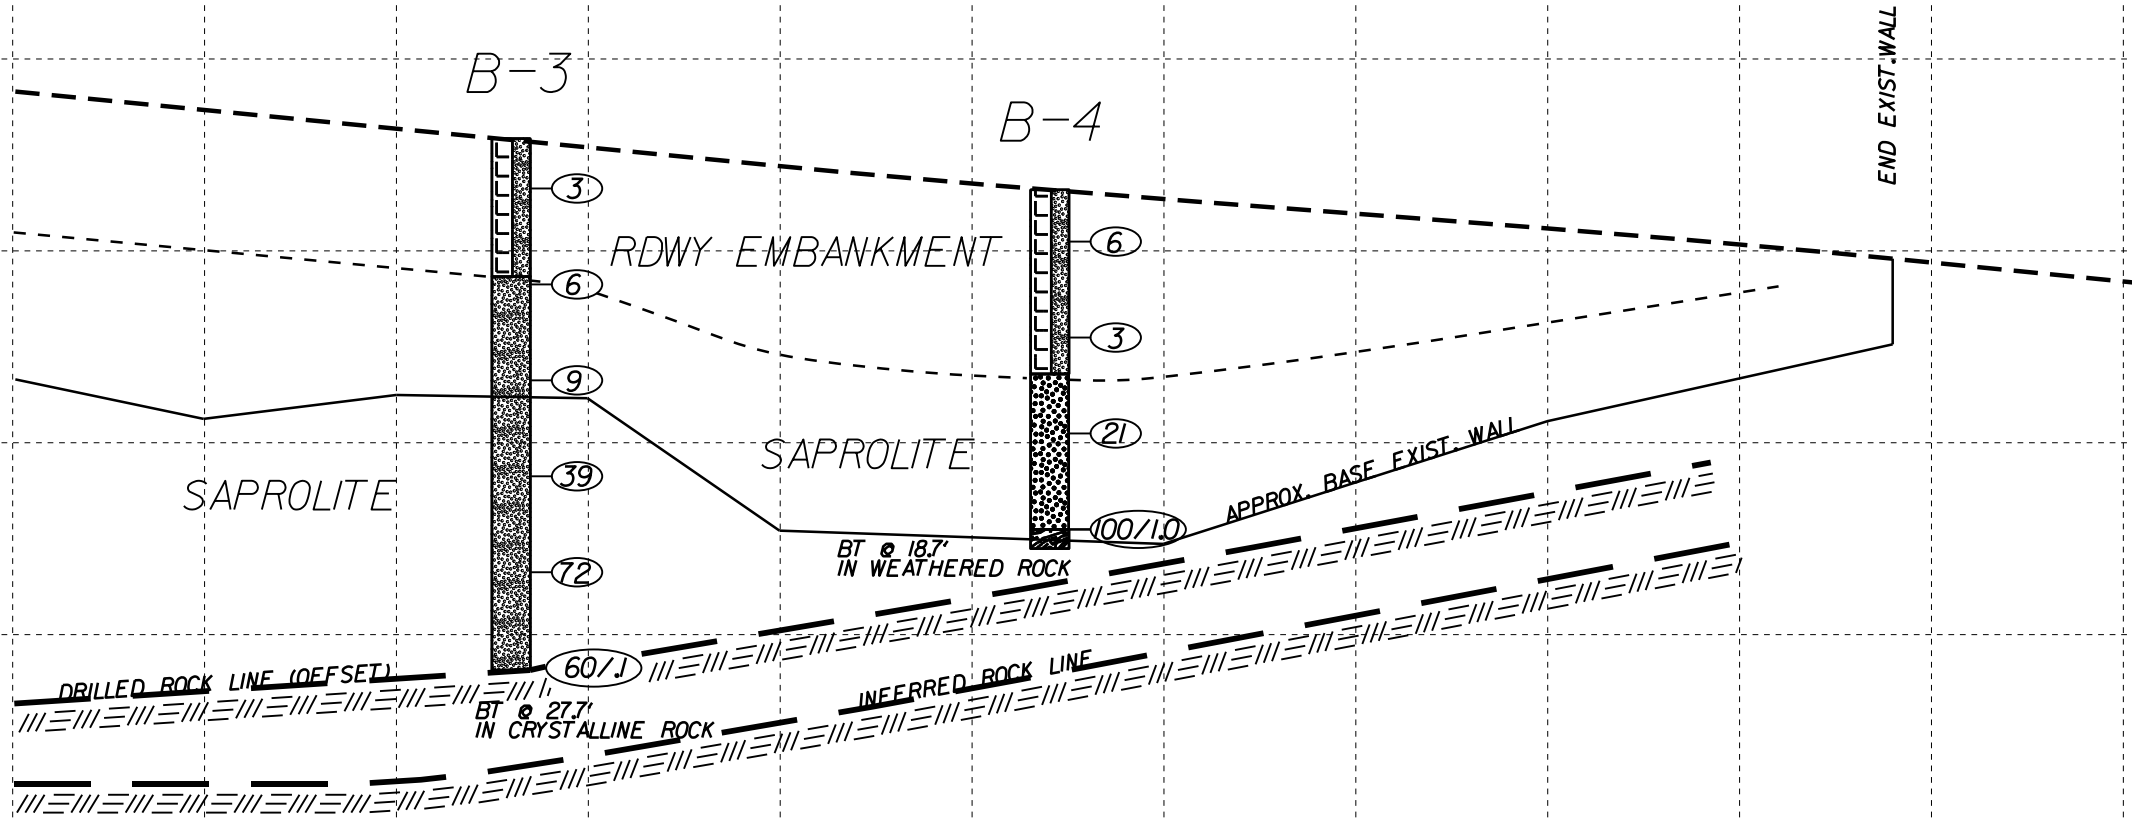 END EXIST. WALL
B-3
B-4
3
6
RDWY EMBANKMENT
6
3
9
21
SAPROLITE
SAPROLITE
39
APPROX. BASE EXIST. WALL
100/1.0
BT @ 18.7'
IN WEATHERED ROCK
72
60/.1
DRILLED ROCK LINE (OFFSET)
INFERRED ROCK LINE
BT @ 27.7'
IN CRYSTALLINE ROCK